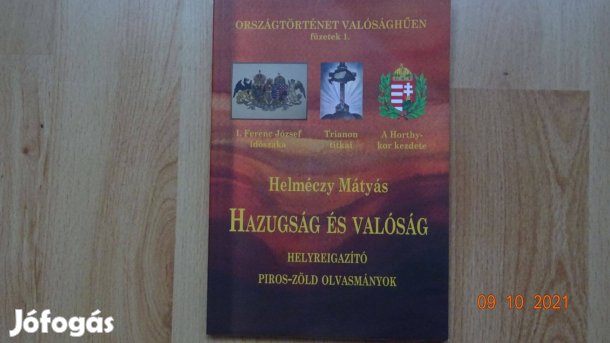 ORSZÁGTÖRTÉNET VALÓSÁGHŰEN
füzetek 1.
I. Ferenc József
időszaka
Trianon
titkai
A Horthy-
kor kezdete
Helméczy Mátyás
HAZUGSÁG ÉS VALÓSÁG
HELYREIGAZÍTÓ
PIROS-ZÖLD OLVASMÁNYOK
09 10 2021
Jófogás